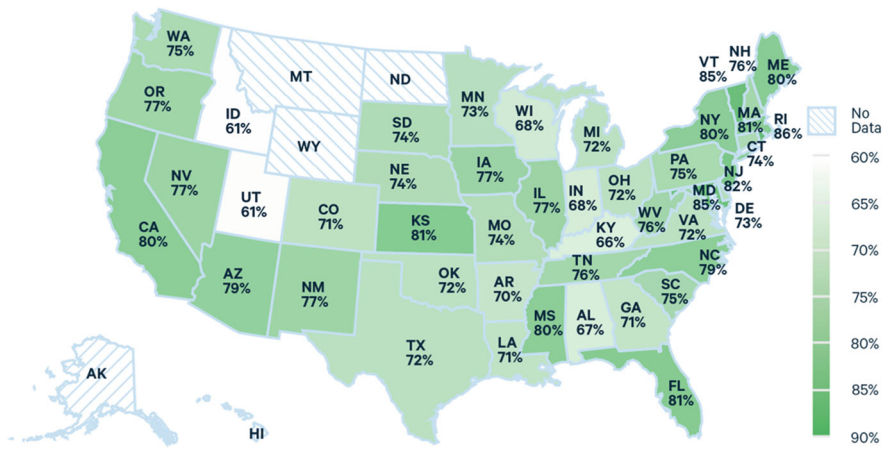 WA
75%
OR
77%
CA
80%
NV
77%
ID
61%
MT
WY
UT
61%
AZ
79%
CO
71%
NM
77%
ND
SD
74%
NE
74%
KS
81%
OK
72%
TX
72%
MN
73%
IA
77%
MO
74%
AR
70%
LA
71%
WI
68%
IL
77%
MI
72%
IN
68%
OH
72%
KY
66%
TN
76%
MS
80%
AL
67%
GA
71%
FL
81%
SC
75%
NC
79%
VA
72%
WV
76%
PA
75%
NY
80%
VT
85%
NH
76%
ME
80%
MA
81%
RI
86%
CT
74%
NJ
82%
MD
85%
DE
73%
AK
HI
No
Data
60%
65%
70%
75%
80%
85%
90%